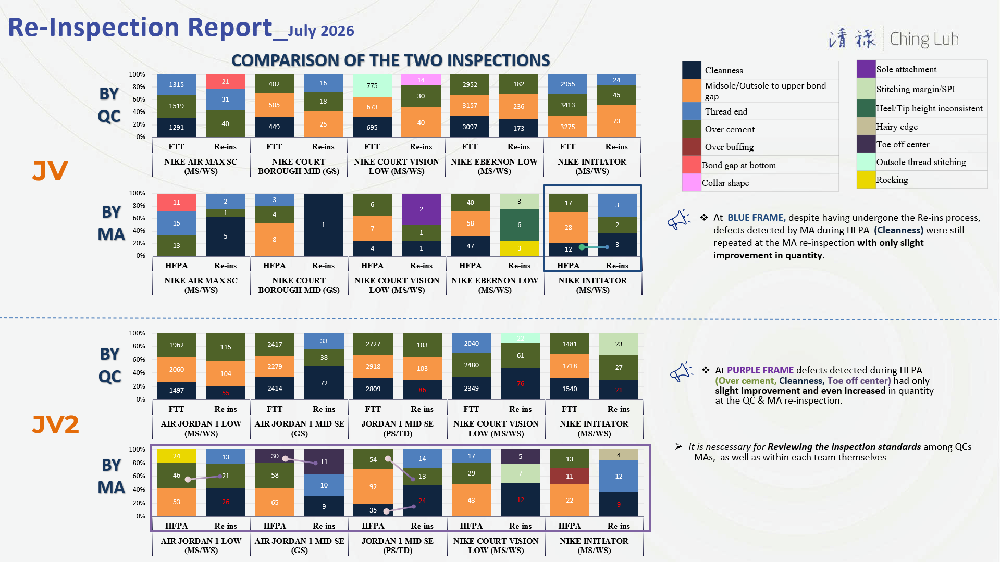 Re-Inspection Report_July 2026
清 祿 Ching Luh
COMPARISON OF THE TWO INSPECTIONS
BY
QC
100%
80%
60%
40%
20%
0%
1315 21 402 16 775 14 2952 182 2955 24
1519 31 505 18 673 30 3157 236 3413 45
1291 40 449 25 695 40 3097 173 3275 73
FTT Re-ins FTT Re-ins FTT Re-ins FTT Re-ins FTT Re-ins
NIKE AIR MAX SC
(MS/WS)
NIKE COURT
BOROUGH MID (GS)
NIKE COURT VISION
LOW (MS/WS)
NIKE EBERNON LOW
(MS/WS)
NIKE INITIATOR
(MS/WS)
JV
BY
MA
100%
80%
60%
40%
20%
0%
11 2 3 1 6 2 40 3 17 3
15 1 4 7 1 58 6 28 2
13 5 8 4 1 47 3 12 3
HFPA Re-ins HFPA Re-ins HFPA Re-ins HFPA Re-ins HFPA Re-ins
NIKE AIR MAX SC
(MS/WS)
NIKE COURT
BOROUGH MID (GS)
NIKE COURT VISION
LOW (MS/WS)
NIKE EBERNON LOW
(MS/WS)
NIKE INITIATOR
(MS/WS)
Cleanness
Midsole/Outsole to upper bond
gap
Thread end
Over cement
Over buffing
Bond gap at bottom
Collar shape
Sole attachment
Stitching margin/SPI
Heel/Tip height inconsistent
Hairy edge
Toe off center
Outsole thread stitching
Rocking
❖ At BLUE FRAME, despite having undergone the Re-ins process,
defects detected by MA during HFPA (Cleanness) were still
repeated at the MA re-inspection with only slight
improvement in quantity.
BY
QC
100%
80%
60%
40%
20%
0%
1962 115 2417 33 2727 103 2040 22 1481 23
2060 104 2279 38 2918 103 2480 61 1718 27
1497 55 2414 72 2809 86 2349 76 1540 21
FTT Re-ins FTT Re-ins FTT Re-ins FTT Re-ins FTT Re-ins
AIR JORDAN 1 LOW
(MS/WS)
AIR JORDAN 1 MID SE
(GS)
JORDAN 1 MID SE
(PS/TD)
NIKE COURT VISION
LOW (MS/WS)
NIKE INITIATOR
(MS/WS)
JV2
BY
MA
100%
80%
60%
40%
20%
0%
24 13 30 11 54 14 17 5 13 4
46 21 58 10 92 13 29 7 11 12
53 26 65 9 35 24 43 12 22 9
HFPA Re-ins HFPA Re-ins HFPA Re-ins HFPA Re-ins HFPA Re-ins
AIR JORDAN 1 LOW
(MS/WS)
AIR JORDAN 1 MID SE
(GS)
JORDAN 1 MID SE
(PS/TD)
NIKE COURT VISION
LOW (MS/WS)
NIKE INITIATOR
(MS/WS)
❖ At PURPLE FRAME defects detected during HFPA
(Over cement, Cleanness, Toe off center) had only
slight improvement and even increased in quantity
at the QC & MA re-inspection.
➢ It is nescessary for Reviewing the inspection standards among QCs
- MAs, as well as within each team themselves